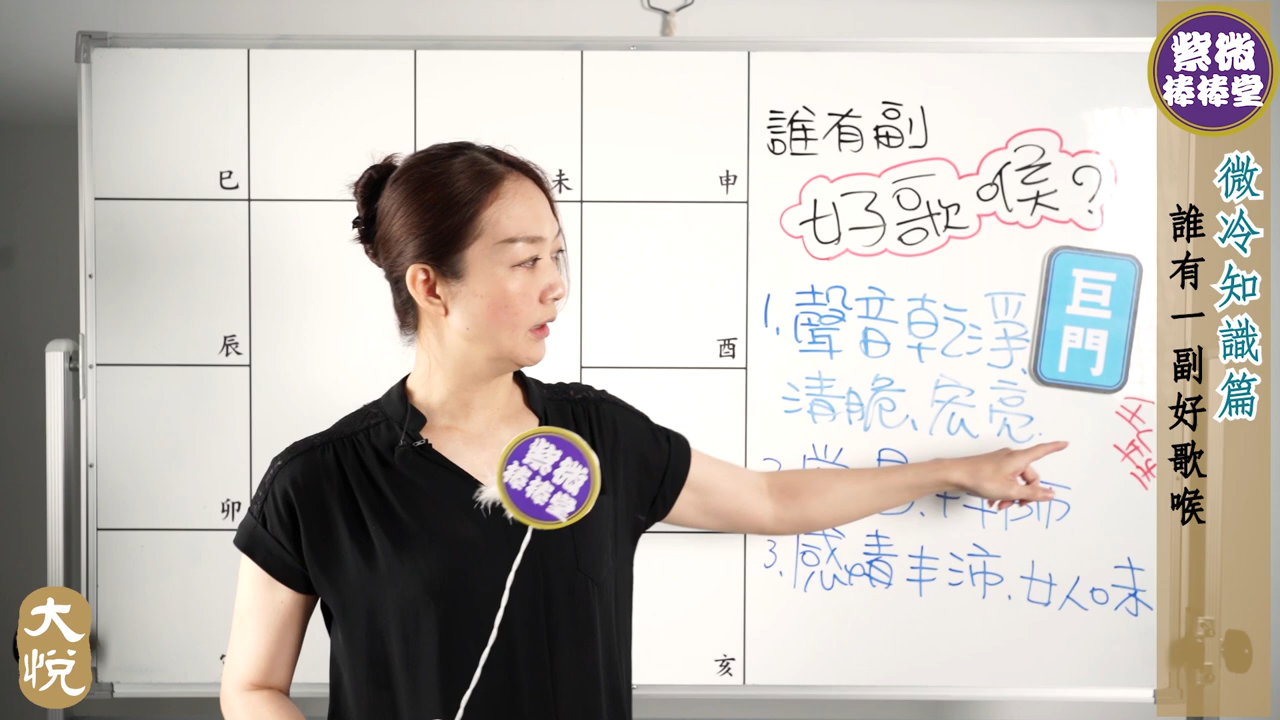 紫微
棒棒堂
微冷知識篇
誰有一副好歌喉
誰有副
好歌喉?
巨門
1.聲音乾淨、
清脆、宏亮.
3.感情丰沛、女人味
巳
未
申
辰
酉
卯
亥
紫微
棒棒堂
大悅